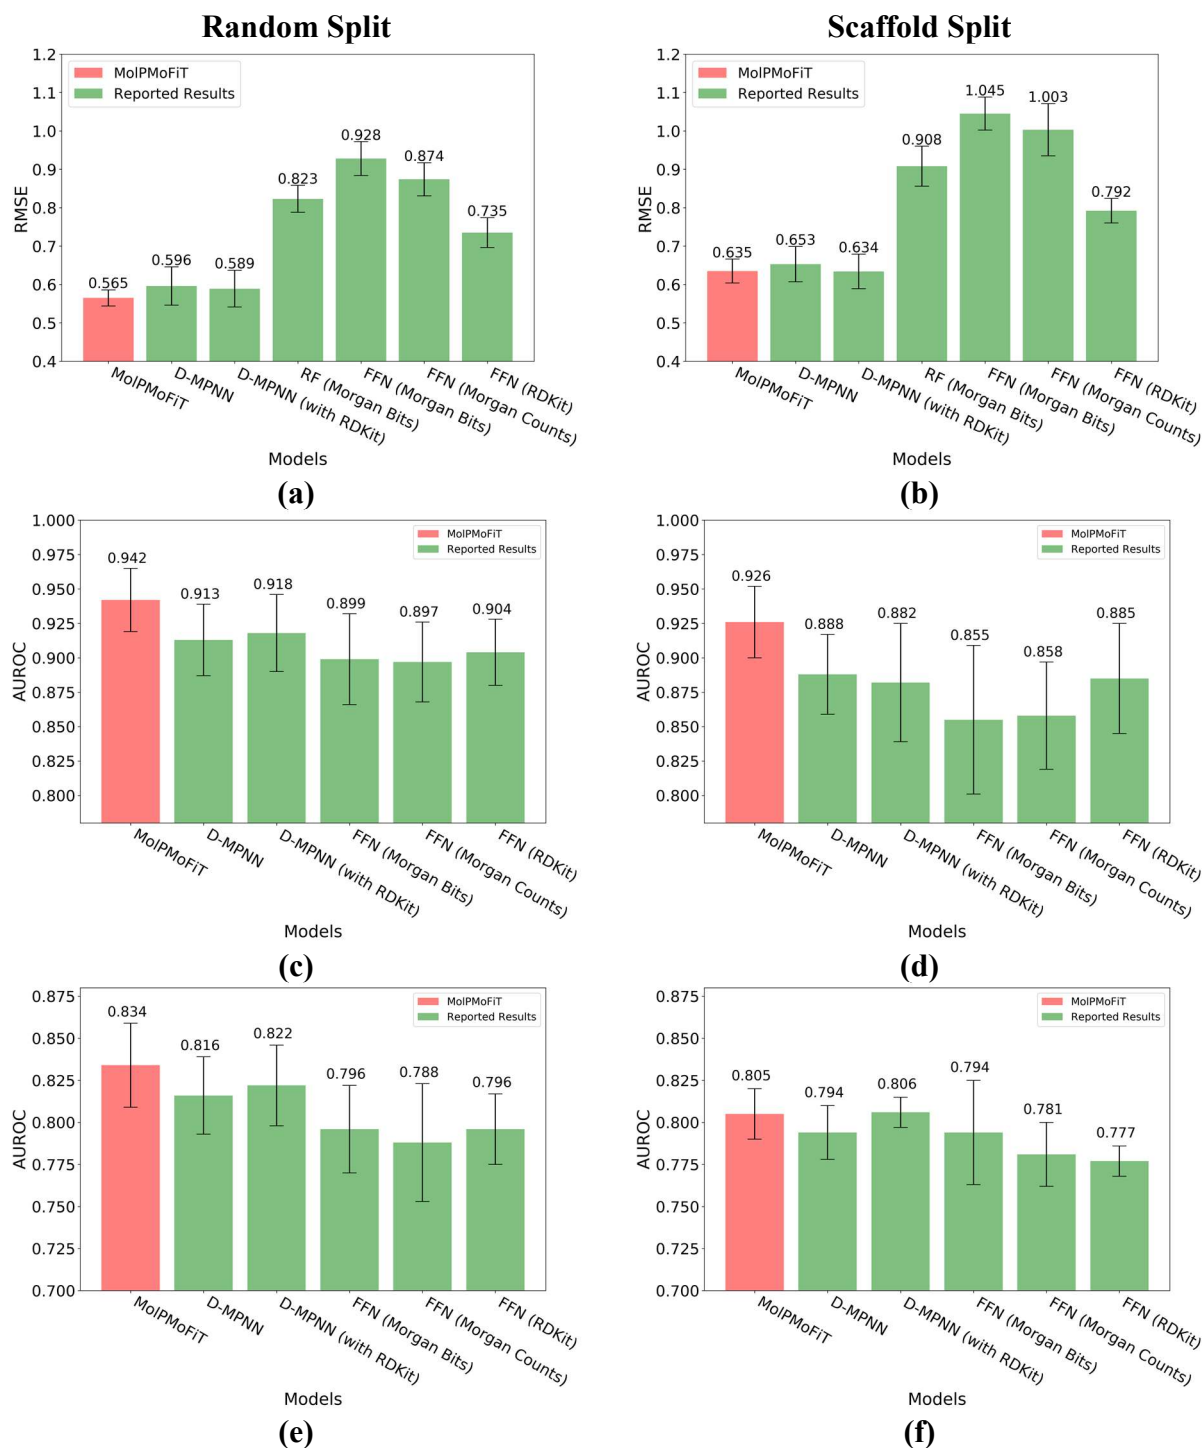 Random Split
Scaffold Split
1.2
1.1
1.0
0.9
0.8
0.7
0.6
0.5
0.4
RMSE
MolPMoFiT
Reported Results
0.565
0.596
0.589
0.823
0.928
0.874
0.735
MolPMoFiT
D-MPNN
D-MPNN (with RDKit)
RF (Morgan Bits)
FFN (Morgan Bits)
FFN (Morgan Counts)
FFN (RDKit)
Models
(a)
1.2
1.1
1.0
0.9
0.8
0.7
0.6
0.5
0.4
RMSE
MolPMoFiT
Reported Results
0.635
0.653
0.634
0.908
1.045
1.003
0.792
MolPMoFiT
D-MPNN
D-MPNN (with RDKit)
RF (Morgan Bits)
FFN (Morgan Bits)
FFN (Morgan Counts)
FFN (RDKit)
Models
(b)
1.000
0.975
0.950
0.925
0.900
0.875
0.850
0.825
0.800
AUROC
MolPMoFiT
Reported Results
0.942
0.913
0.918
0.899
0.897
0.904
MolPMoFiT
D-MPNN
D-MPNN (with RDKit)
FFN (Morgan Bits)
FFN (Morgan Counts)
FFN (RDKit)
Models
(c)
1.000
0.975
0.950
0.925
0.900
0.875
0.850
0.825
0.800
AUROC
MolPMoFiT
Reported Results
0.926
0.888
0.882
0.855
0.858
0.885
MolPMoFiT
D-MPNN
D-MPNN (with RDKit)
FFN (Morgan Bits)
FFN (Morgan Counts)
FFN (RDKit)
Models
(d)
0.875
0.850
0.825
0.800
0.775
0.750
0.725
0.700
AUROC
MolPMoFiT
Reported Results
0.834
0.816
0.822
0.796
0.788
0.796
MolPMoFiT
D-MPNN
D-MPNN (with RDKit)
FFN (Morgan Bits)
FFN (Morgan Counts)
FFN (RDKit)
Models
(e)
0.875
0.850
0.825
0.800
0.775
0.750
0.725
0.700
AUROC
MolPMoFiT
Reported Results
0.805
0.794
0.806
0.794
0.781
0.777
MolPMoFiT
D-MPNN
D-MPNN (with RDKit)
FFN (Morgan Bits)
FFN (Morgan Counts)
FFN (RDKit)
Models
(f)